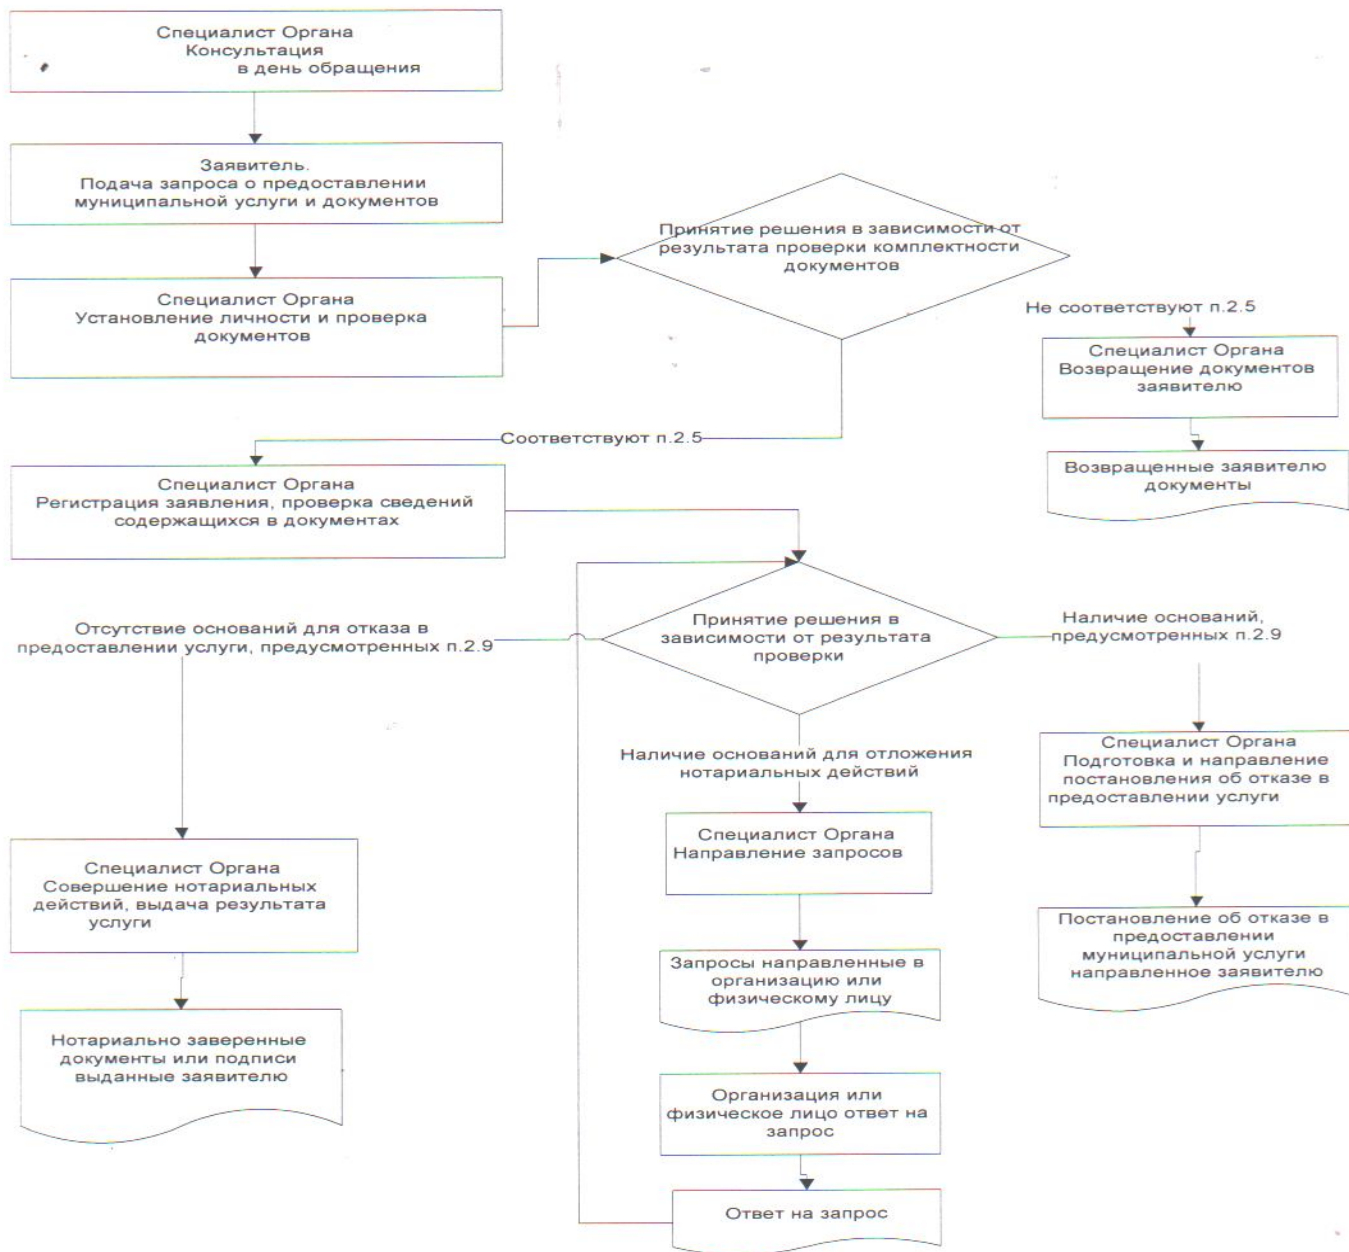 Специалист Органа
Консультация
в день обращения
Заявитель.
Подача запроса о предоставлении
муниципальной услуги и документов
Специалист Органа
Установление личности и проверка
документов
Принятие решения в зависимости от
результата проверки комплектности
документов
Не соответствуют п.2.5
Специалист Органа
Возвращение документов
заявителю
Возвращенные заявителю
документы
Соответствуют п.2.5
Специалист Органа
Регистрация заявления, проверка сведений
содержащихся в документах
Принятие решения в
зависимости от результата
проверки
Отсутствие оснований для отказа в
предоставлении услуги, предусмотренных п.2.9
Наличие оснований,
предусмотренных п.2.9
Наличие оснований для отложения
нотариальных действий
Специалист Органа
Подготовка и направление
постановления об отказе в
предоставлении услуги
Специалист Органа
Направление запросов
Специалист Органа
Совершение нотариальных
действий, выдача результата
услуги
Постановление об отказе в
предоставлении
муниципальной услуги
направленное заявителю
Запросы направленные в
организацию или
физическому лицу
Нотариально заверенные
документы или подписи
выданные заявителю
Организация или
физическое лицо ответ на
запрос
Ответ на запрос